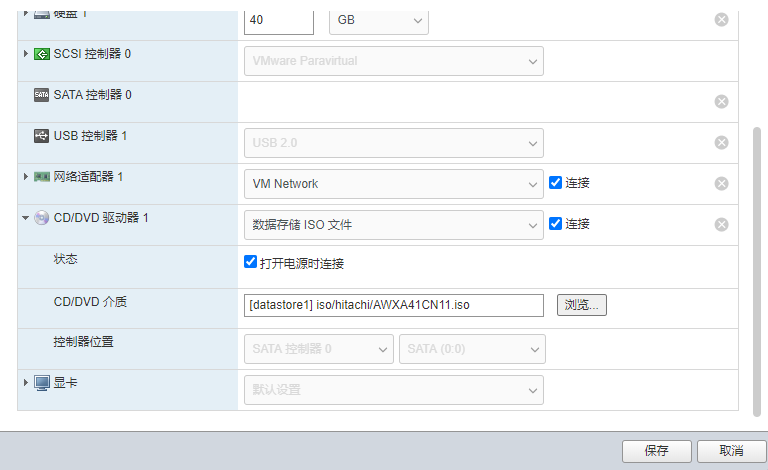 硬盘 1 40 GB
SCSI 控制器 0 VMware Paravirtual
SATA SATA 控制器 0
USB 控制器 1 USB 2.0
网络适配器 1 VM Network 连接
CD/DVD 驱动器 1 数据存储 ISO 文件 连接
状态 打开电源时连接
CD/DVD 介质 [datastore1] iso/hitachi/AWXA41CN11.iso 浏览...
控制器位置 SATA 控制器 0 SATA (0:0)
显卡 默认设置
保存 取消